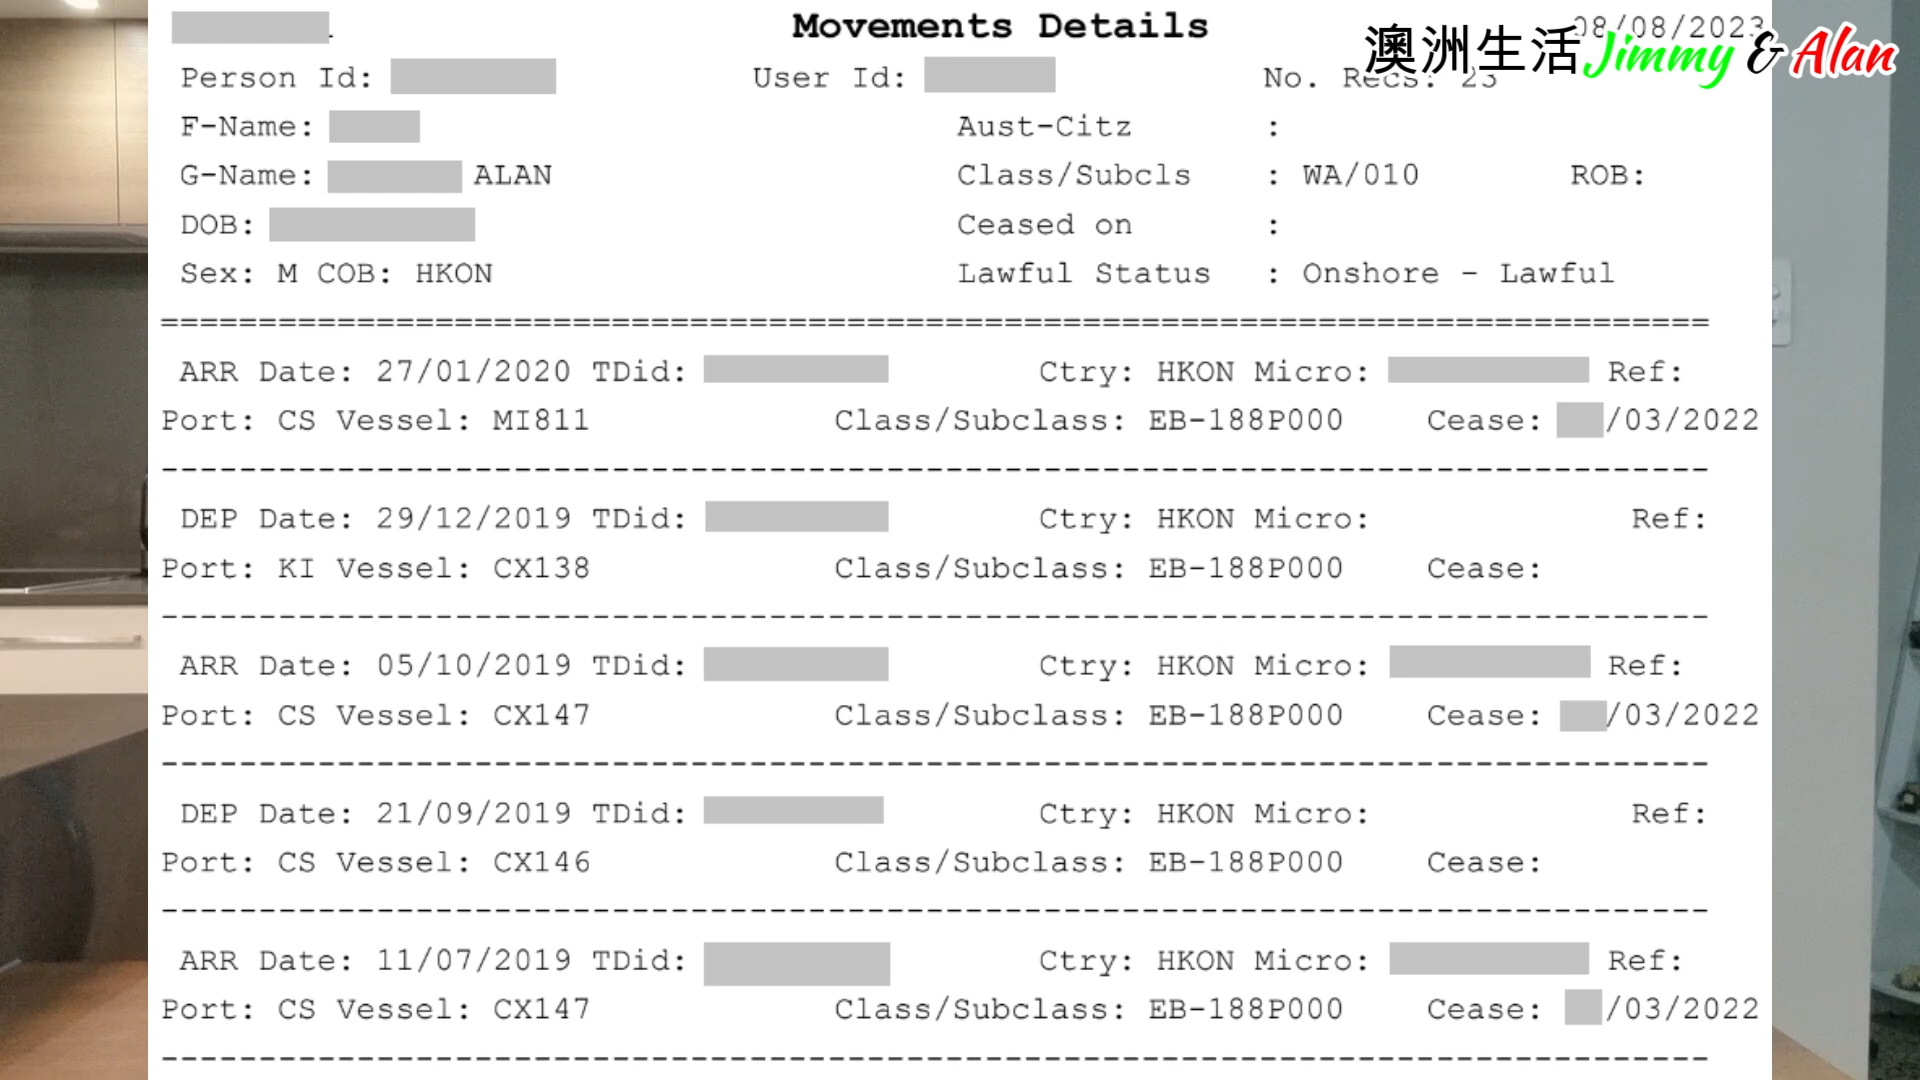 Movements Details 08/08/2023
澳洲生活 Jimmy & Alan
Person Id: User Id: No. Recs: 23
F-Name: Aust-Citz :
G-Name: ALAN Class/Subcls : WA/010 ROB:
DOB: Ceased on :
Sex: M COB: HKON Lawful Status : Onshore - Lawful
ARR Date: 27/01/2020 TDid: Ctry: HKON Micro: Ref:
Port: CS Vessel: MI811 Class/Subclass: EB-188P000 Cease: /03/2022
DEP Date: 29/12/2019 TDid: Ctry: HKON Micro: Ref:
Port: KI Vessel: CX138 Class/Subclass: EB-188P000 Cease:
ARR Date: 05/10/2019 TDid: Ctry: HKON Micro: Ref:
Port: CS Vessel: CX147 Class/Subclass: EB-188P000 Cease: /03/2022
DEP Date: 21/09/2019 TDid: Ctry: HKON Micro: Ref:
Port: CS Vessel: CX146 Class/Subclass: EB-188P000 Cease:
ARR Date: 11/07/2019 TDid: Ctry: HKON Micro: Ref:
Port: CS Vessel: CX147 Class/Subclass: EB-188P000 Cease: /03/2022